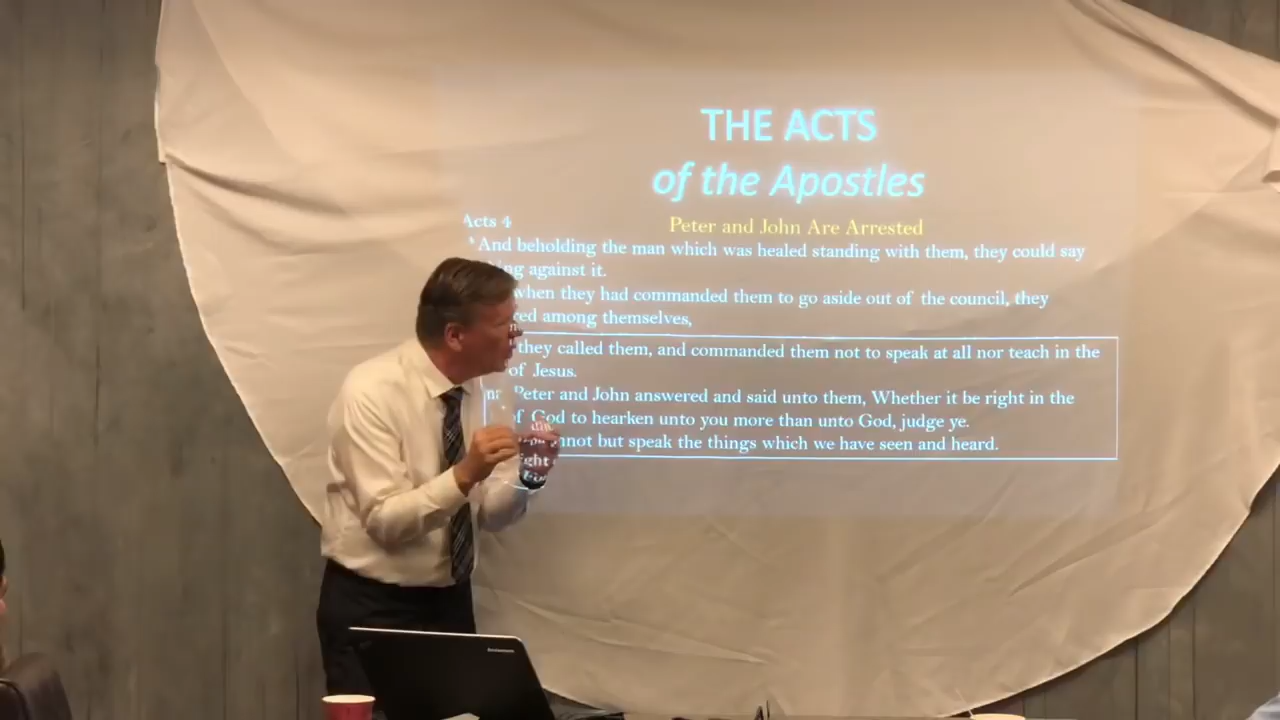 THE ACTS
of the Apostles
Acts 4
Peter and John Are Arrested
And beholding the man which was healed standing with them, they could say
against it.
when they had commanded them to go aside out of the council, they
among themselves,
they called them, and commanded them not to speak at all nor teach in the
of Jesus.
Peter and John answered and said unto them, Whether it be right in the
of God to hearken unto you more than unto God, judge ye.
but speak the things which we have seen and heard.
lenovo